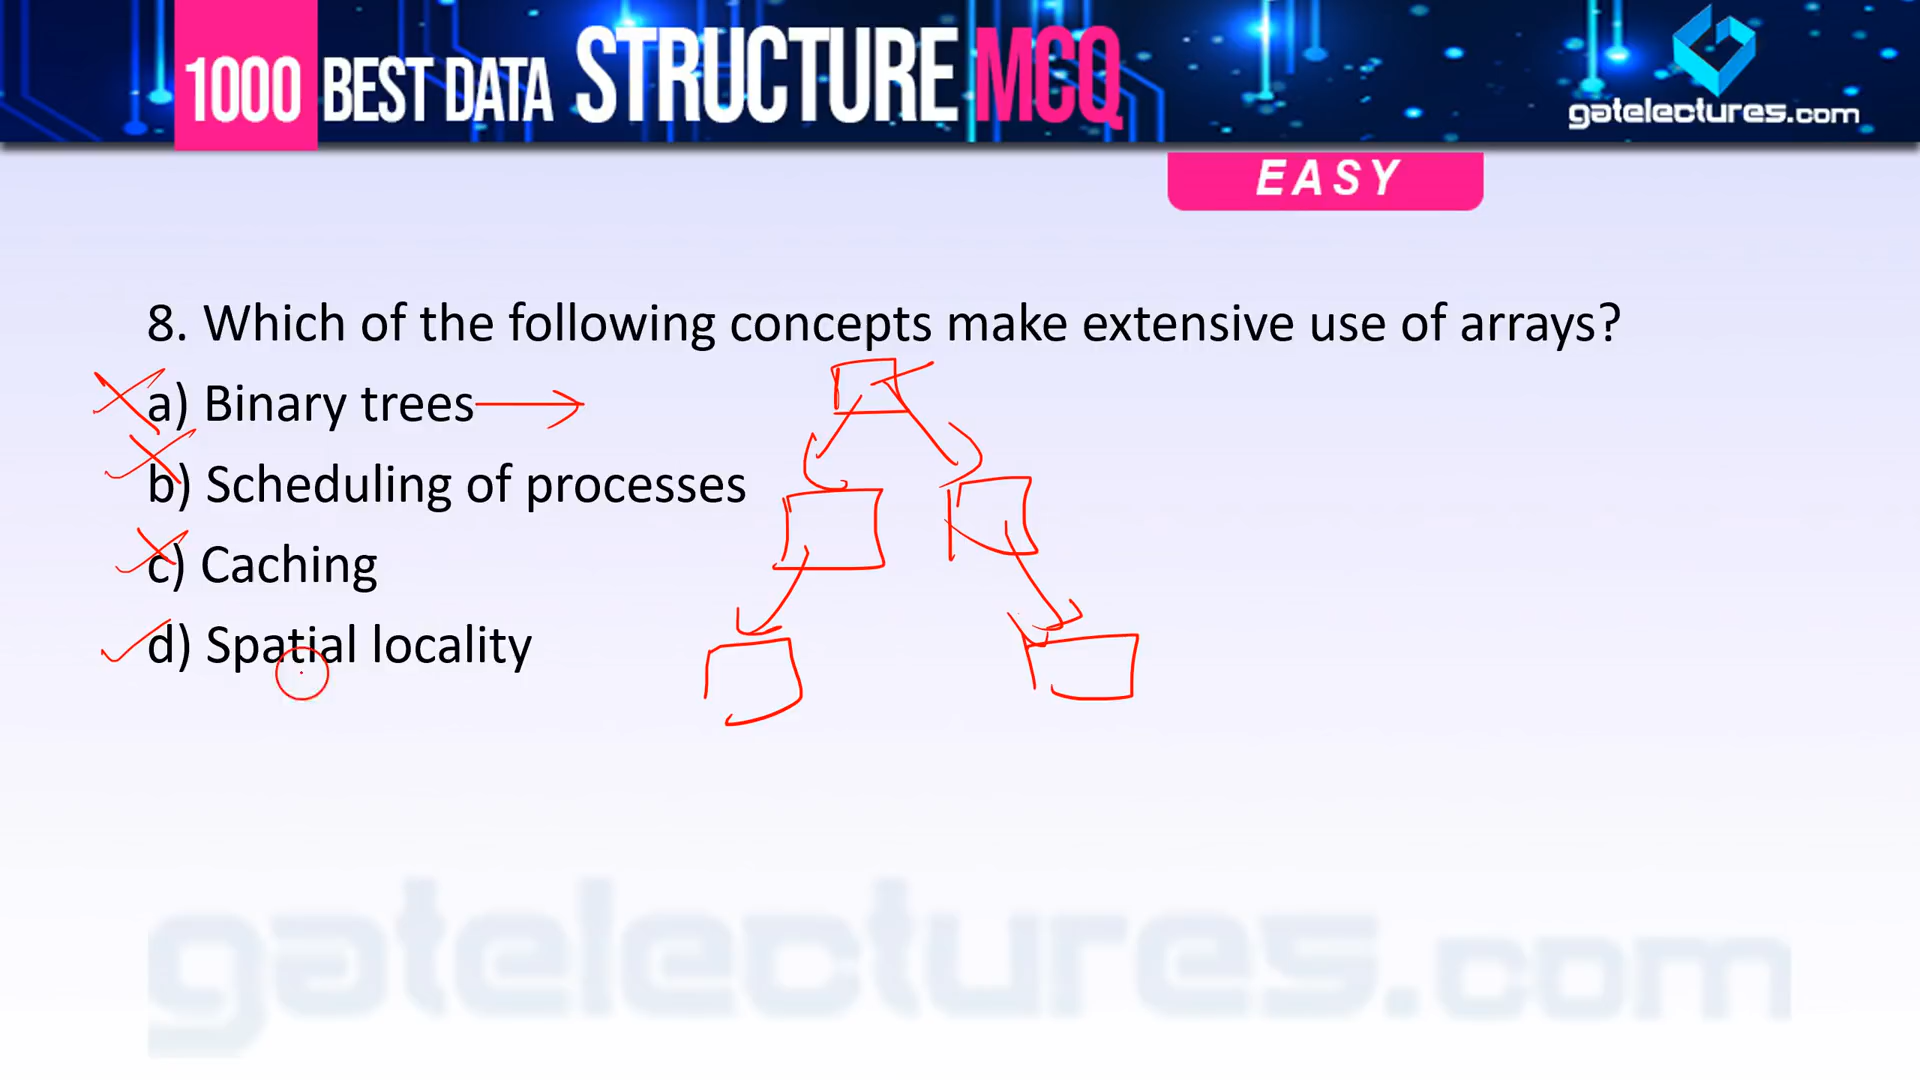 1000 BEST DATA STRUCTURE MCQ
gatelectures.com
EASY
8. Which of the following concepts make extensive use of arrays?
a) Binary trees
b) Scheduling of processes
c) Caching
d) Spatial locality
gatelectures.com